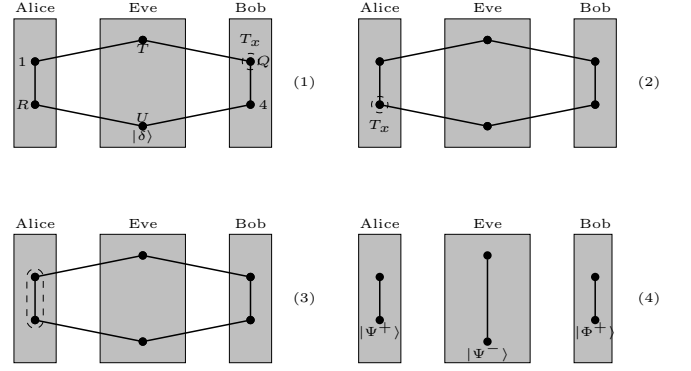 Alice Eve Bob
T
T_x
1
Q
R
U
4
|δ⟩
(1)
Alice Eve Bob
T_x
(2)
Alice Eve Bob
(3)
Alice Eve Bob
|Ψ⁺⟩
|Ψ⁻⟩
|Φ⁺⟩
(4)